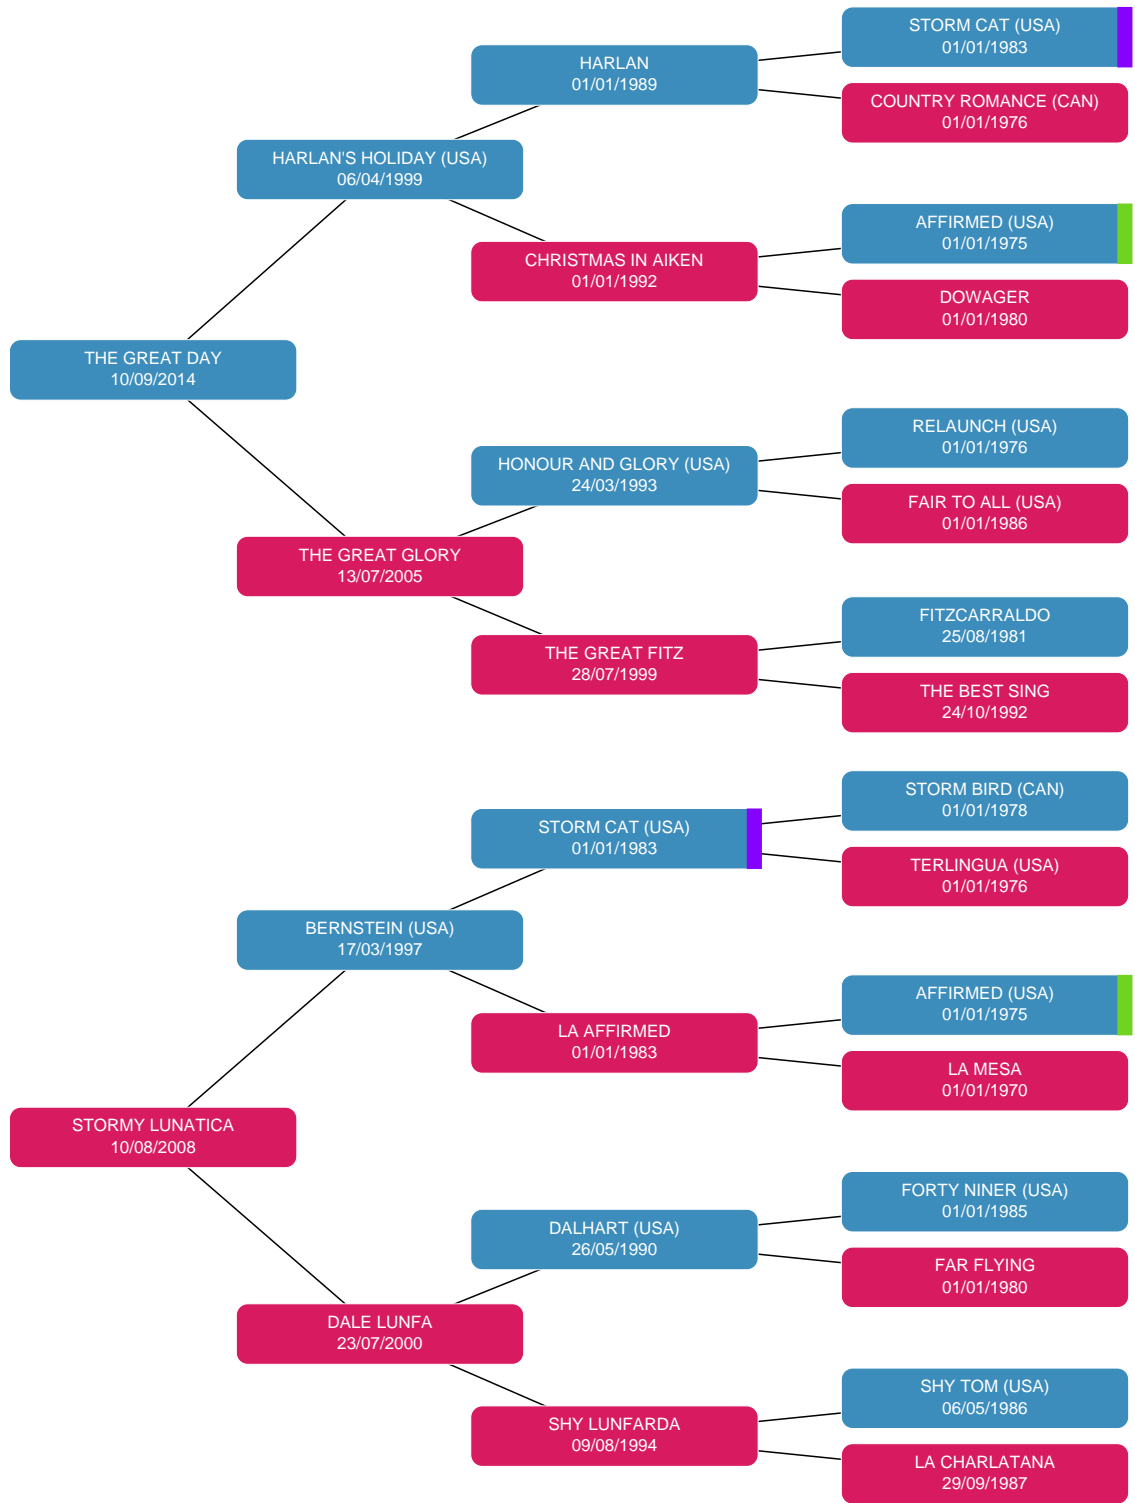 STORM CAT (USA)
01/01/1983
HARLAN
01/01/1989
COUNTRY ROMANCE (CAN)
01/01/1976
HARLAN'S HOLIDAY (USA)
06/04/1999
AFFIRMED (USA)
01/01/1975
CHRISTMAS IN AIKEN
01/01/1992
DOWAGER
01/01/1980
THE GREAT DAY
10/09/2014
RELAUNCH (USA)
01/01/1976
HONOUR AND GLORY (USA)
24/03/1993
FAIR TO ALL (USA)
01/01/1986
THE GREAT GLORY
13/07/2005
FITZCARRALDO
25/08/1981
THE GREAT FITZ
28/07/1999
THE BEST SING
24/10/1992
STORM BIRD (CAN)
01/01/1978
STORM CAT (USA)
01/01/1983
TERLINGUA (USA)
01/01/1976
BERNSTEIN (USA)
17/03/1997
AFFIRMED (USA)
01/01/1975
LA AFFIRMED
01/01/1983
LA MESA
01/01/1970
STORMY LUNATICA
10/08/2008
FORTY NINER (USA)
01/01/1985
DALHART (USA)
26/05/1990
FAR FLYING
01/01/1980
DALE LUNFA
23/07/2000
SHY TOM (USA)
06/05/1986
SHY LUNFARDA
09/08/1994
LA CHARLATANA
29/09/1987